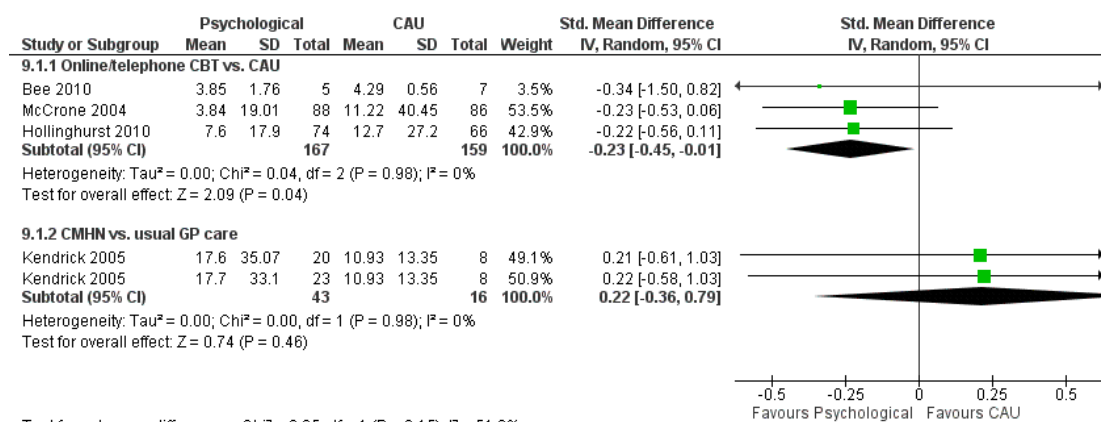 Psychological CAU Std. Mean Difference Std. Mean Difference
Study or Subgroup Mean SD Total Mean SD Total Weight IV, Random, 95% CI IV, Random, 95% CI
9.1.1 Online/telephone CBT vs. CAU
Bee 2010 3.85 1.76 5 4.29 0.56 7 3.5% -0.34 [-1.50, 0.82]
McCrone 2004 3.84 19.01 88 11.22 40.45 86 53.5% -0.23 [-0.53, 0.06]
Hollinghurst 2010 7.6 17.9 74 12.7 27.2 66 42.9% -0.22 [-0.56, 0.11]
Subtotal (95% CI) 167 159 100.0% -0.23 [-0.45, -0.01]
Heterogeneity: Tau² = 0.00; Chi² = 0.04, df = 2 (P = 0.98); I² = 0%
Test for overall effect: Z = 2.09 (P = 0.04)
9.1.2 CMHN vs. usual GP care
Kendrick 2005 17.6 35.07 20 10.93 13.35 8 49.1% 0.21 [-0.61, 1.03]
Kendrick 2005 17.7 33.1 23 10.93 13.35 8 50.9% 0.22 [-0.58, 1.03]
Subtotal (95% CI) 43 16 100.0% 0.22 [-0.36, 0.79]
Heterogeneity: Tau² = 0.00; Chi² = 0.00, df = 1 (P = 0.98); I² = 0%
Test for overall effect: Z = 0.74 (P = 0.46)
-0.5 -0.25 0 0.25 0.5
Favours Psychological Favours CAU